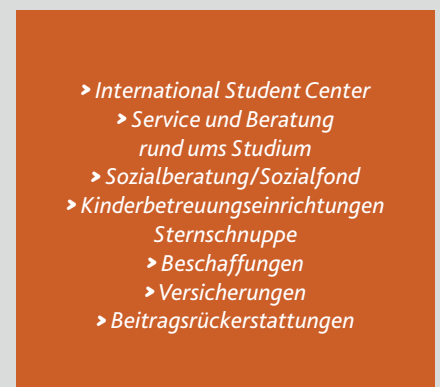 > International Student Center
> Service und Beratung
rund ums Studium
> Sozialberatung/Sozialfond
> Kinderbetreuungseinrichtungen
Sternschnuppe
> Beschaffungen
> Versicherungen
> Beitragsrückerstattungen